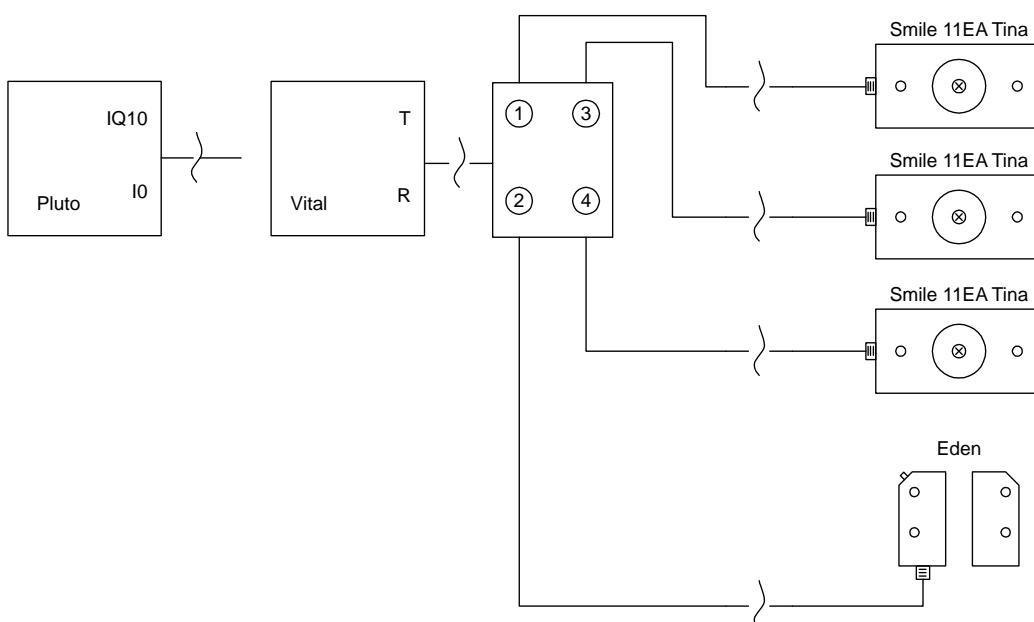 Smile 11EA Tina
IQ10
I0
Pluto
T
R
Vital
1
3
2
4
Smile 11EA Tina
Smile 11EA Tina
Eden